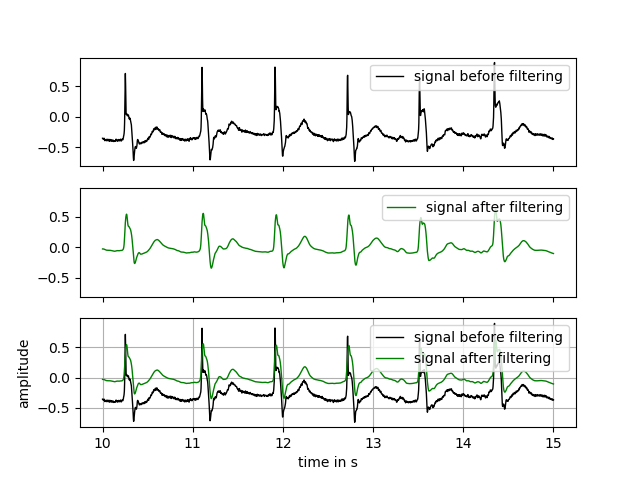 0.5
0.0
−0.5
signal before filtering
0.5
0.0
−0.5
signal after filtering
0.5
0.0
−0.5
signal before filtering
signal after filtering
amplitude
10 11 12 13 14 15
time in s